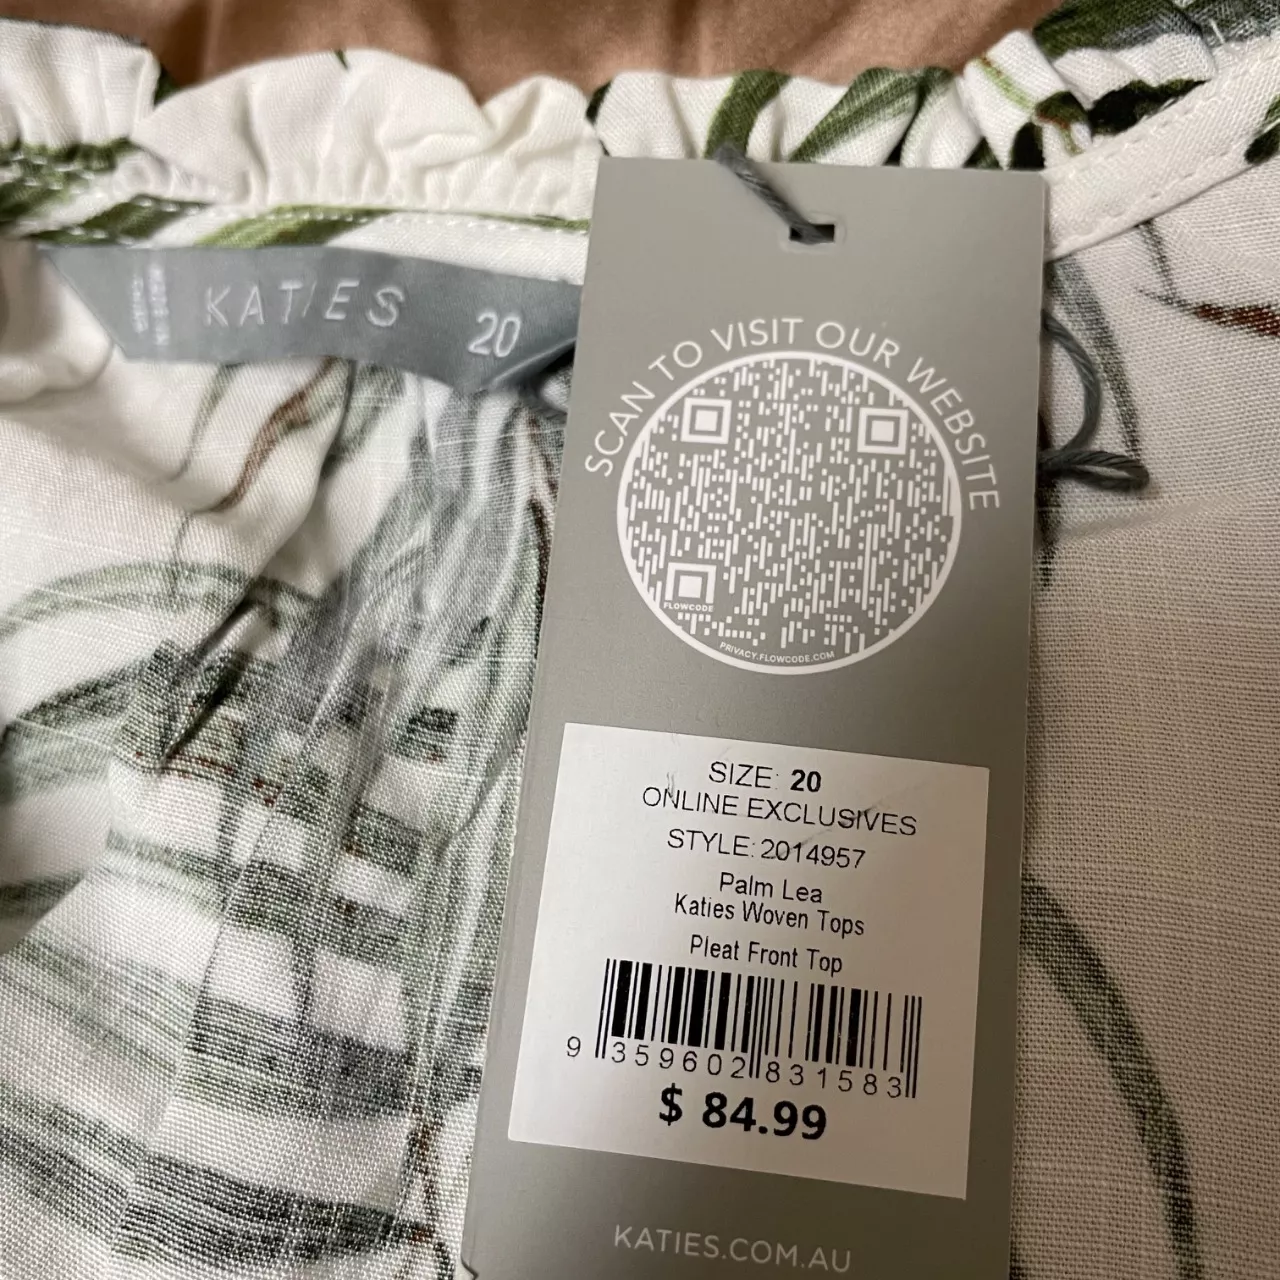 KATIES
20
SCAN TO VISIT OUR WEBSITE
FLOWCODE
PRIVACY.FLOWCODE.COM
SIZE: 20
ONLINE EXCLUSIVES
STYLE: 2014957
Palm Lea
Katies Woven Tops
Pleat Front Top
9 359602 831583
$ 84.99
KATIES.COM.AU